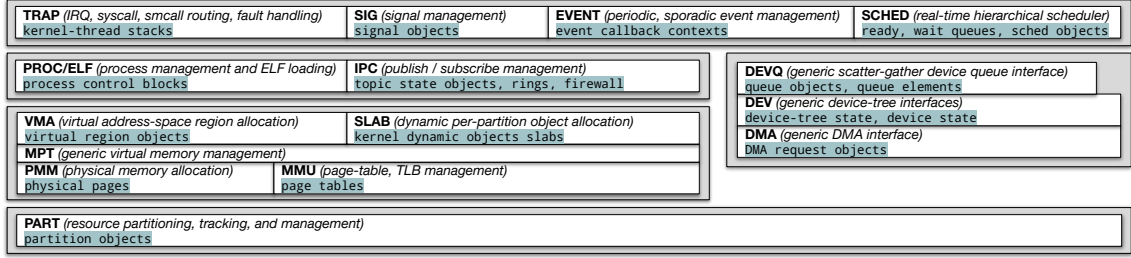 TRAP (IRQ, syscall, smcall routing, fault handling)
kernel-thread stacks
SIG (signal management)
signal objects
EVENT (periodic, sporadic event management)
event callback contexts
SCHED (real-time hierarchical scheduler)
ready, wait queues, sched objects
PROC/ELF (process management and ELF loading)
process control blocks
IPC (publish / subscribe management)
topic state objects, rings, firewall
DEVQ (generic scatter-gather device queue interface)
queue objects, queue elements
DEV (generic device-tree interfaces)
device-tree state, device state
DMA (generic DMA interface)
DMA request objects
VMA (virtual address-space region allocation)
virtual region objects
SLAB (dynamic per-partition object allocation)
kernel dynamic objects slabs
MPT (generic virtual memory management)
PMM (physical memory allocation)
physical pages
MMU (page-table, TLB management)
page tables
PART (resource partitioning, tracking, and management)
partition objects